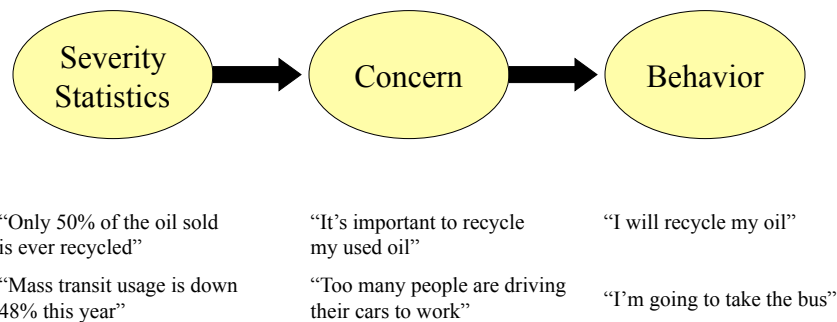 Severity
Statistics
Concern
Behavior
“Only 50% of the oil sold
is ever recycled”
“It’s important to recycle
my used oil”
“I will recycle my oil”
“Mass transit usage is down
48% this year”
“Too many people are driving
their cars to work”
“I’m going to take the bus”